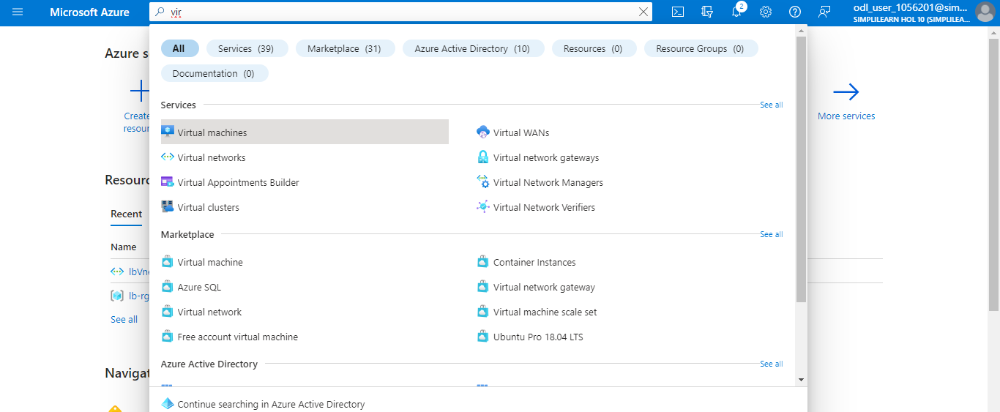 Microsoft Azure
vir
2
odl_user_1056201@sim...
SIMPLILEARN HOL 10 (SIMPLILEA...
Azure s
Create
resour
More services
Resourc
Recent
Name
lbVne
lb-rg
See all
Navigat
All
Services (39)
Marketplace (31)
Azure Active Directory (10)
Resources (0)
Resource Groups (0)
Documentation (0)
Services
See all
Virtual machines
Virtual WANs
Virtual networks
Virtual network gateways
Virtual Appointments Builder
Virtual Network Managers
Virtual clusters
Virtual Network Verifiers
Marketplace
See all
Virtual machine
Container Instances
Azure SQL
Virtual network gateway
Virtual network
Virtual machine scale set
Free account virtual machine
Ubuntu Pro 18.04 LTS
Azure Active Directory
See all
Continue searching in Azure Active Directory